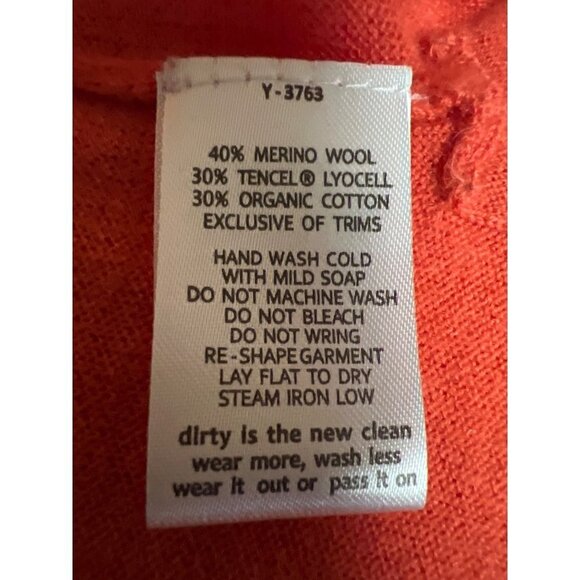 Y-3763
40% MERINO WOOL
30% TENCEL® LYOCELL
30% ORGANIC COTTON
EXCLUSIVE OF TRIMS
HAND WASH COLD
WITH MILD SOAP
DO NOT MACHINE WASH
DO NOT BLEACH
DO NOT WRING
RE-SHAPE GARMENT
LAY FLAT TO DRY
STEAM IRON LOW
dirty is the new clean
wear more, wash less
wear it out or pass it on